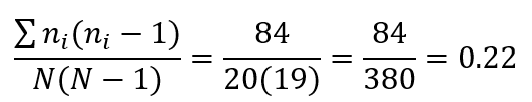 ∑ nᵢ(nᵢ − 1) / N(N − 1) = 84 / 20(19) = 84 / 380 = 0.22